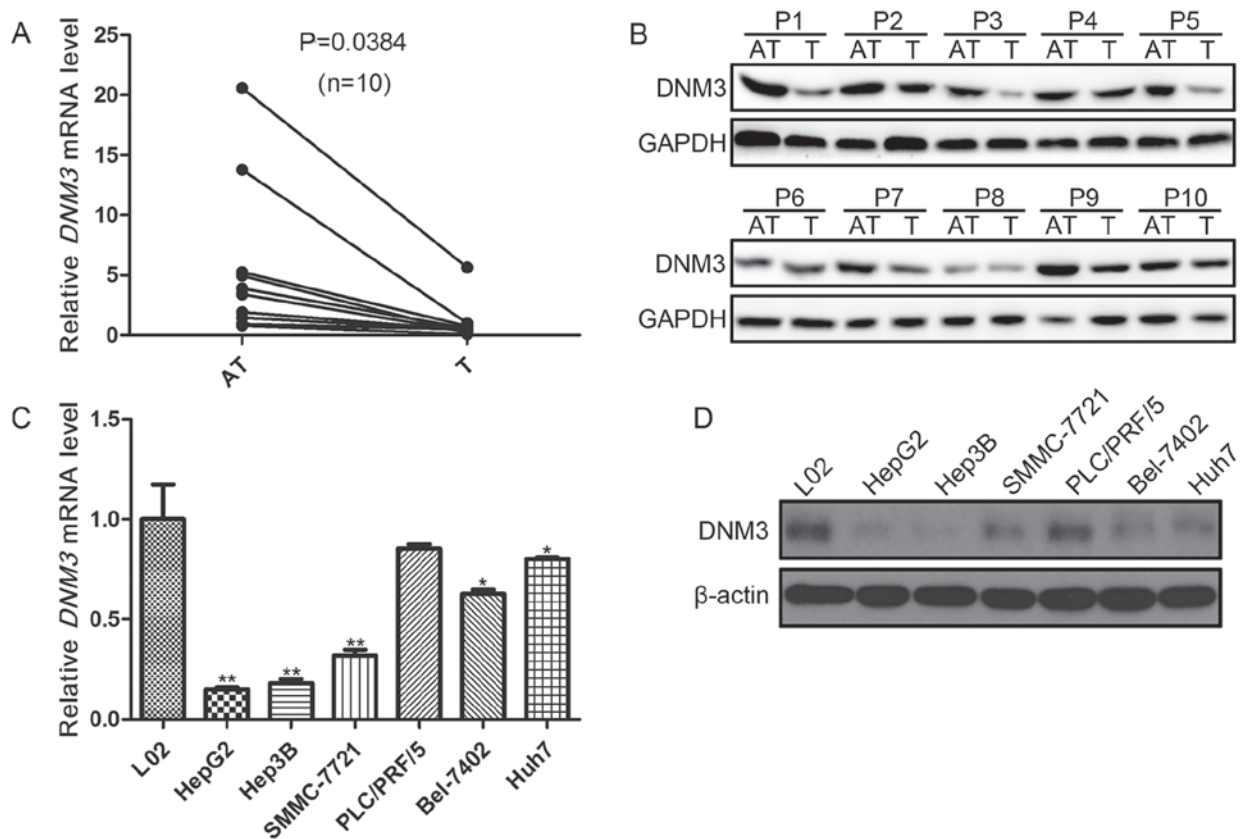 A
Relative DNM3 mRNA level
25
20
15
10
5
0
P=0.0384
(n=10)
AT
T
B
P1 P2 P3 P4 P5
AT T AT T AT T AT T AT T
DNM3
GAPDH
P6 P7 P8 P9 P10
AT T AT T AT T AT T AT T
DNM3
GAPDH
C
Relative DNM3 mRNA level
1.5
1.0
0.5
0.0
** ** ** * *
L02
HepG2
Hep3B
SMMC-7721
PLC/PRF/5
Bel-7402
Huh7
D
L02
HepG2
Hep3B
SMMC-7721
PLC/PRF/5
Bel-7402
Huh7
DNM3
β-actin